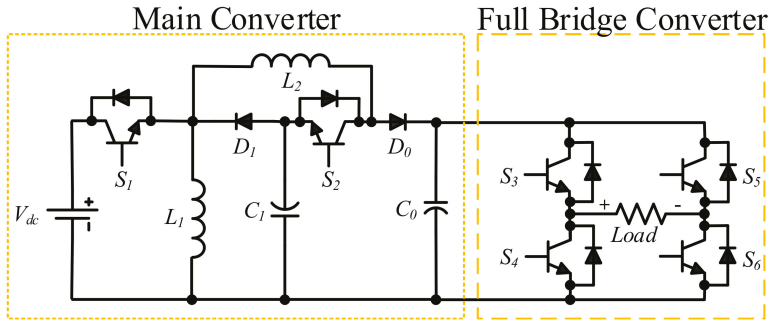 Main Converter
Full Bridge Converter
L2
D1
D0
S1
S2
S3
S5
Vdc
+
-
L1
C1
C0
+
-
Load
S4
S6